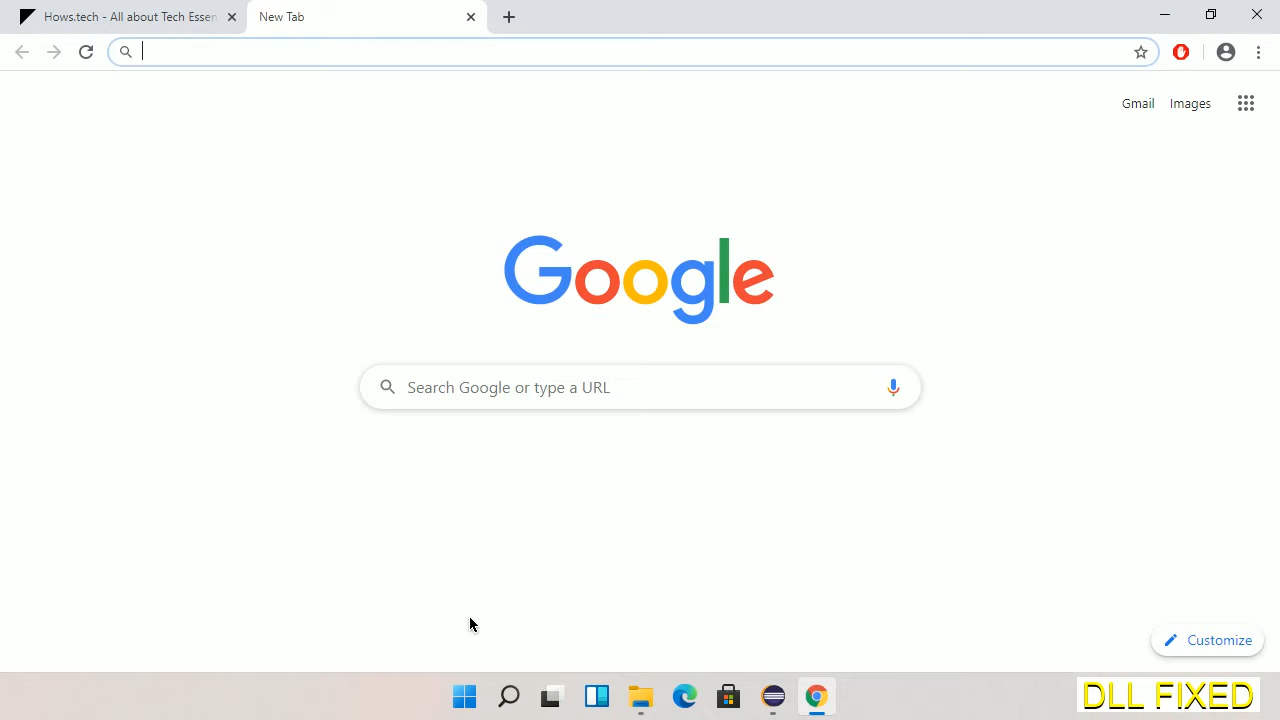 Hows.tech - All about Tech Essen
New Tab
Gmail Images
Google
Search Google or type a URL
Customize
DLL FIXED